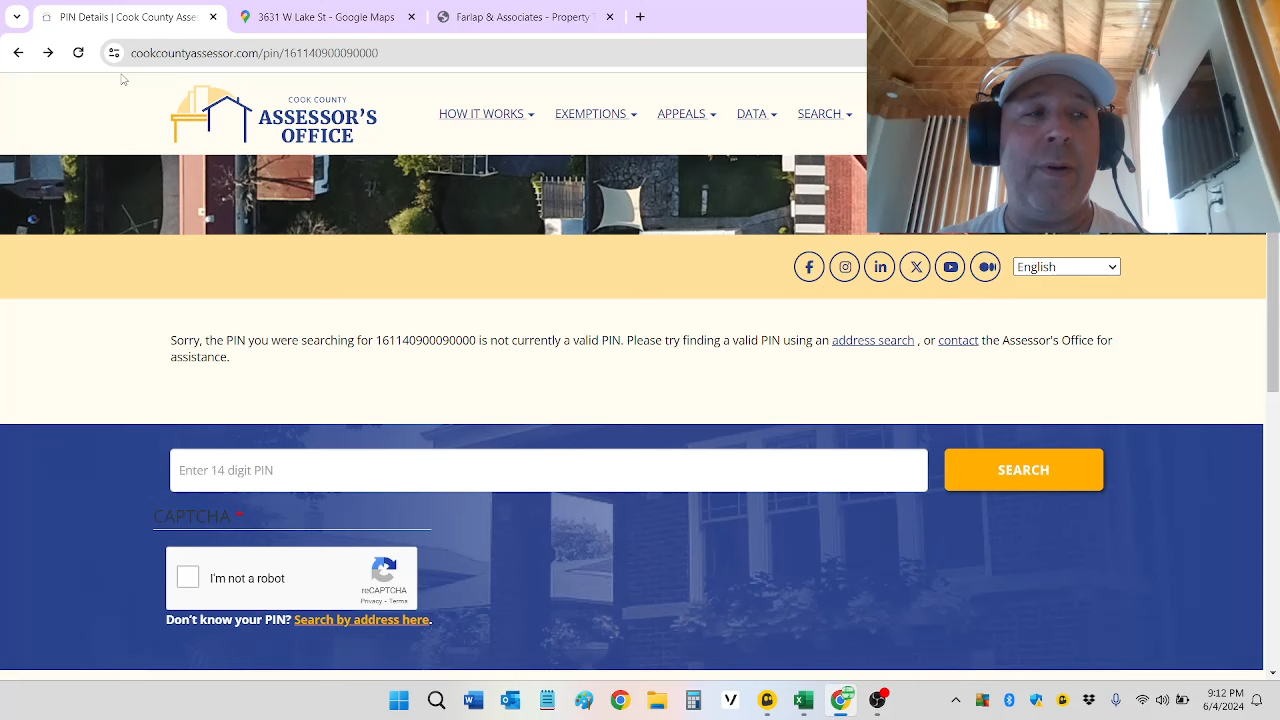 PIN Details |
Lake St - Google Maps
Farlap & Associates - Property T
cookcountyassessor.com/pin/161140900090000
COOK COUNTY
ASSESSOR'S
OFFICE
HOW IT WORKS
EXEMPTIONS
APPEALS
DATA
SEARCH
English
Sorry, the PIN you were searching for 161140900090000 is not currently a valid PIN. Please try finding a valid PIN using an address search , or contact the Assessor's Office for
assistance.
Enter 14 digit PIN
SEARCH
CAPTCHA *
I'm not a robot
reCAPTCHA
Privacy - Terms
Don't know your PIN? Search by address here.
9:12 PM
6/4/2024